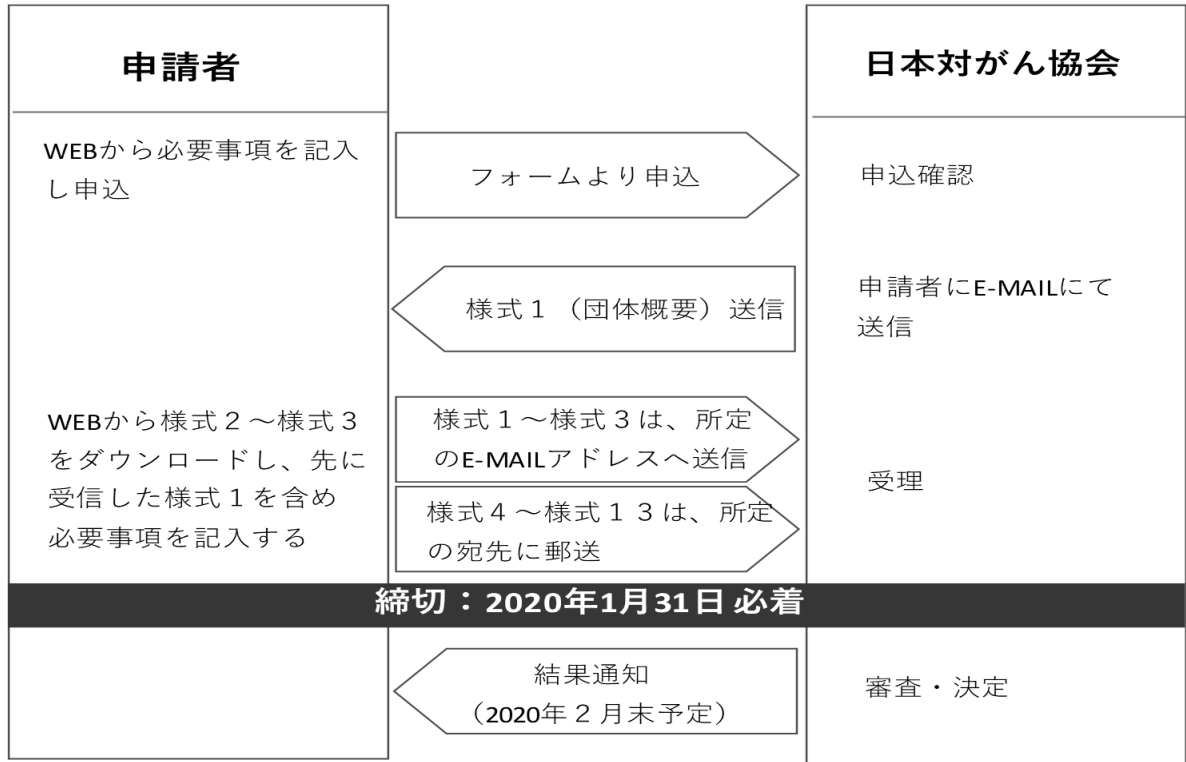 申請者
日本対がん協会
WEBから必要事項を記入
し申込
フォームより申込
申込確認
様式１（団体概要）送信
申請者にE-MAILにて
送信
WEBから様式２～様式３
をダウンロードし、先に
受信した様式１を含め
必要事項を記入する
様式１～様式３は、所定
のE-MAILアドレスへ送信
様式４～様式１３は、所定
の宛先に郵送
受理
締切：2020年1月31日 必着
結果通知
（2020年２月末予定）
審査・決定